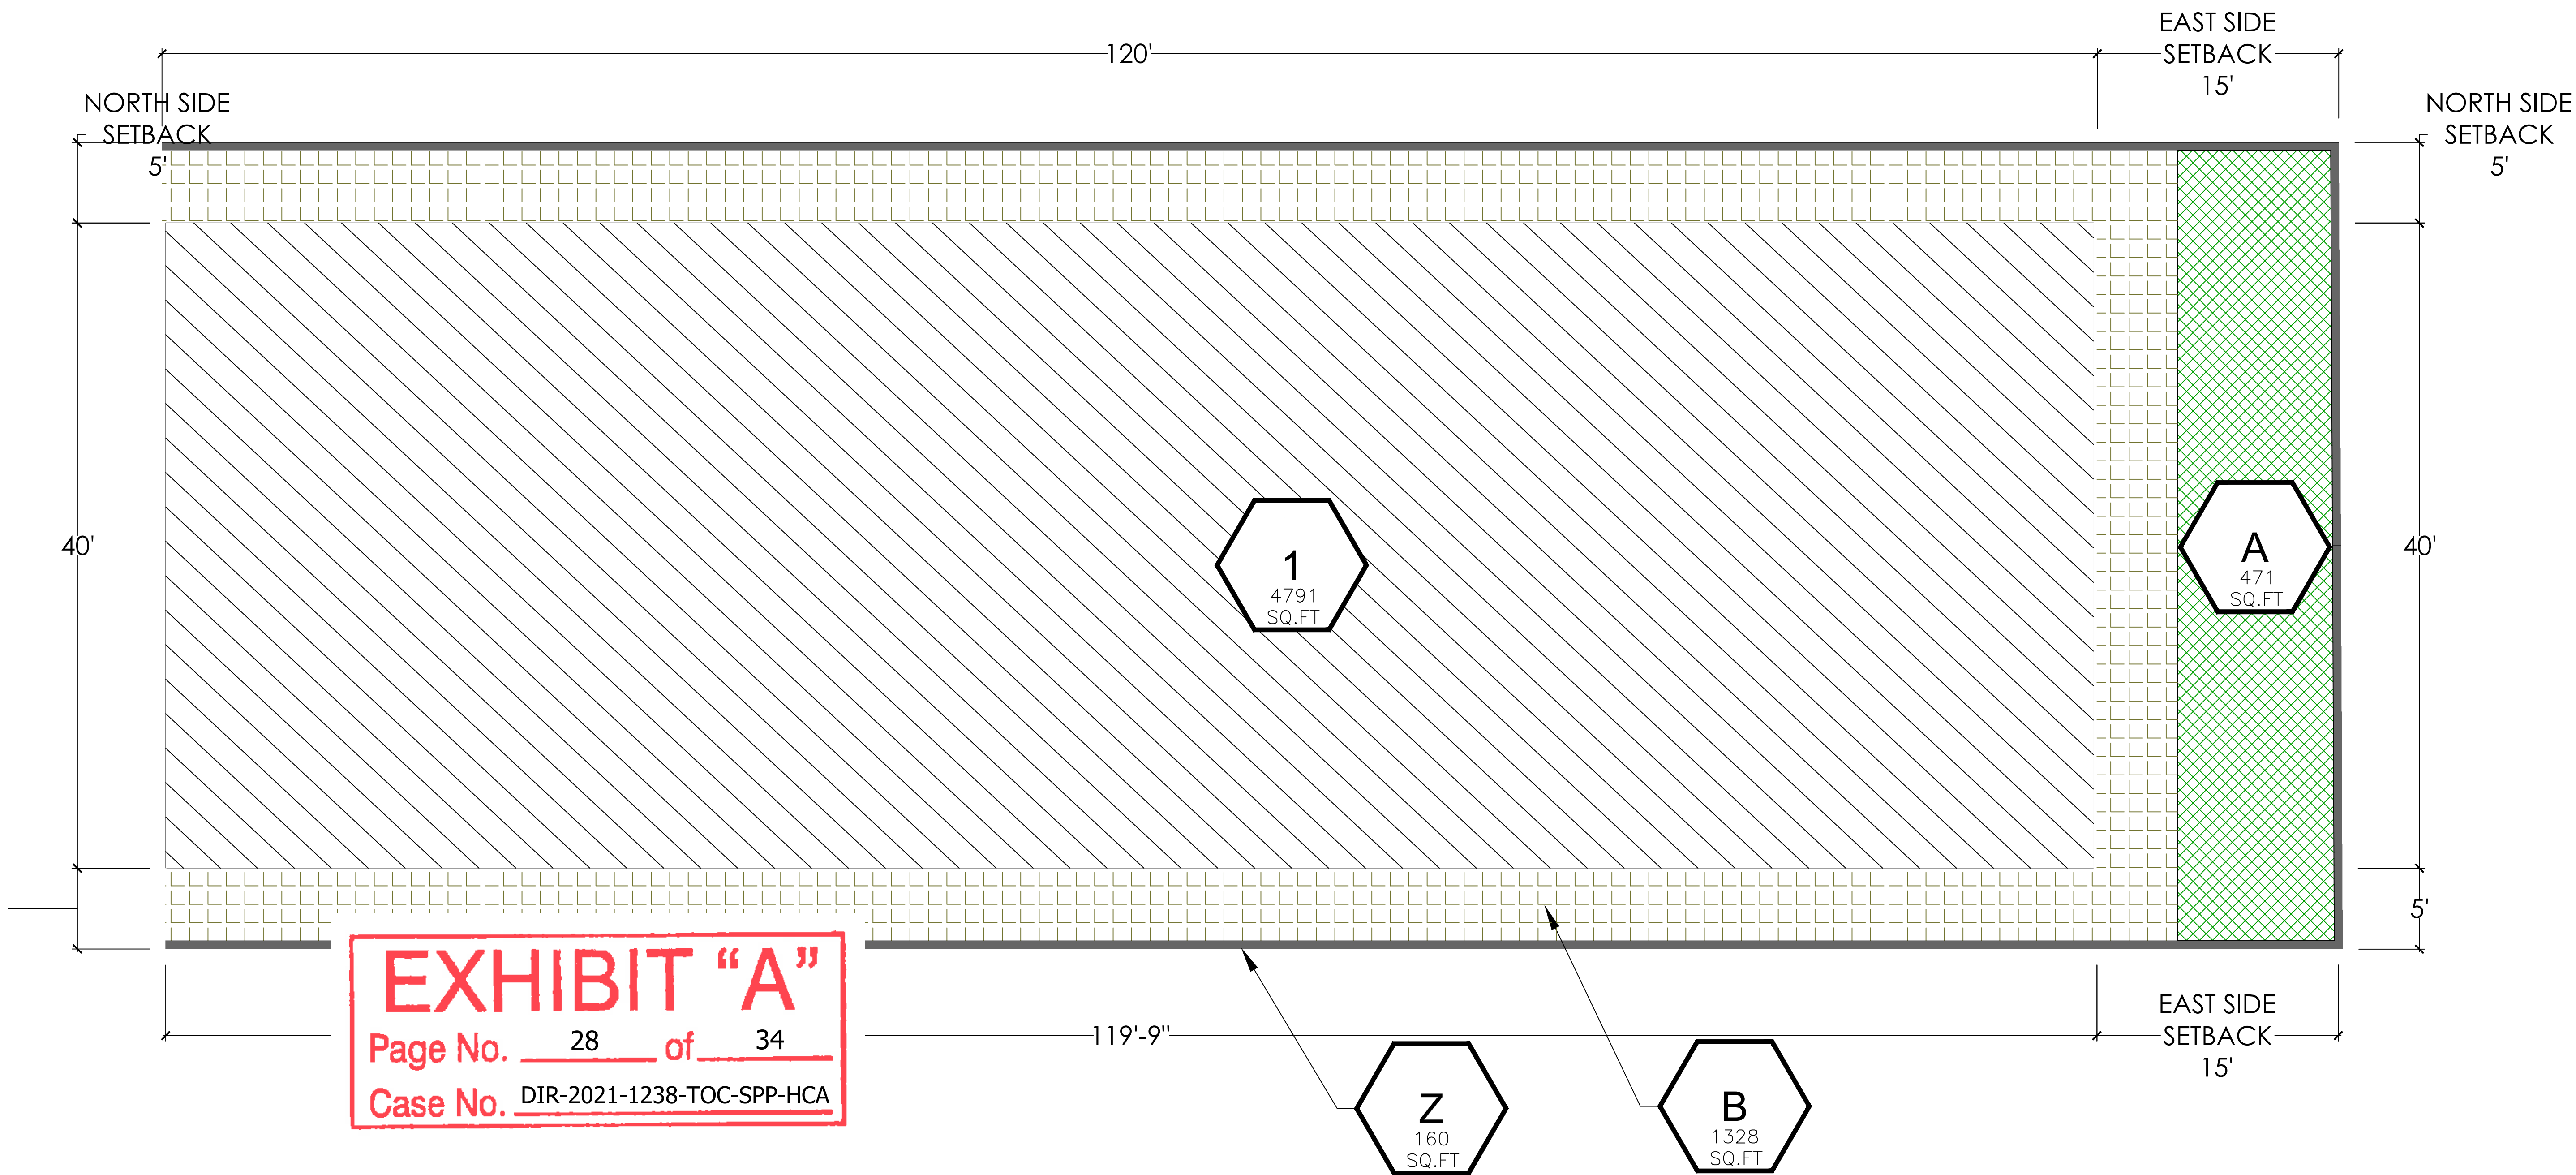 EAST SIDE
SETBACK
15'
120'
NORTH SIDE
SETBACK
5'
NORTH SIDE
SETBACK
5'
40'
1
4791
SQ.FT
A
471
SQ.FT
40'
5'
EXHIBIT “A”
Page No. 28 of 34
Case No. DIR-2021-1238-TOC-SPP-HCA
119'-9"
EAST SIDE
SETBACK
15'
Z
160
SQ.FT
B
1328
SQ.FT